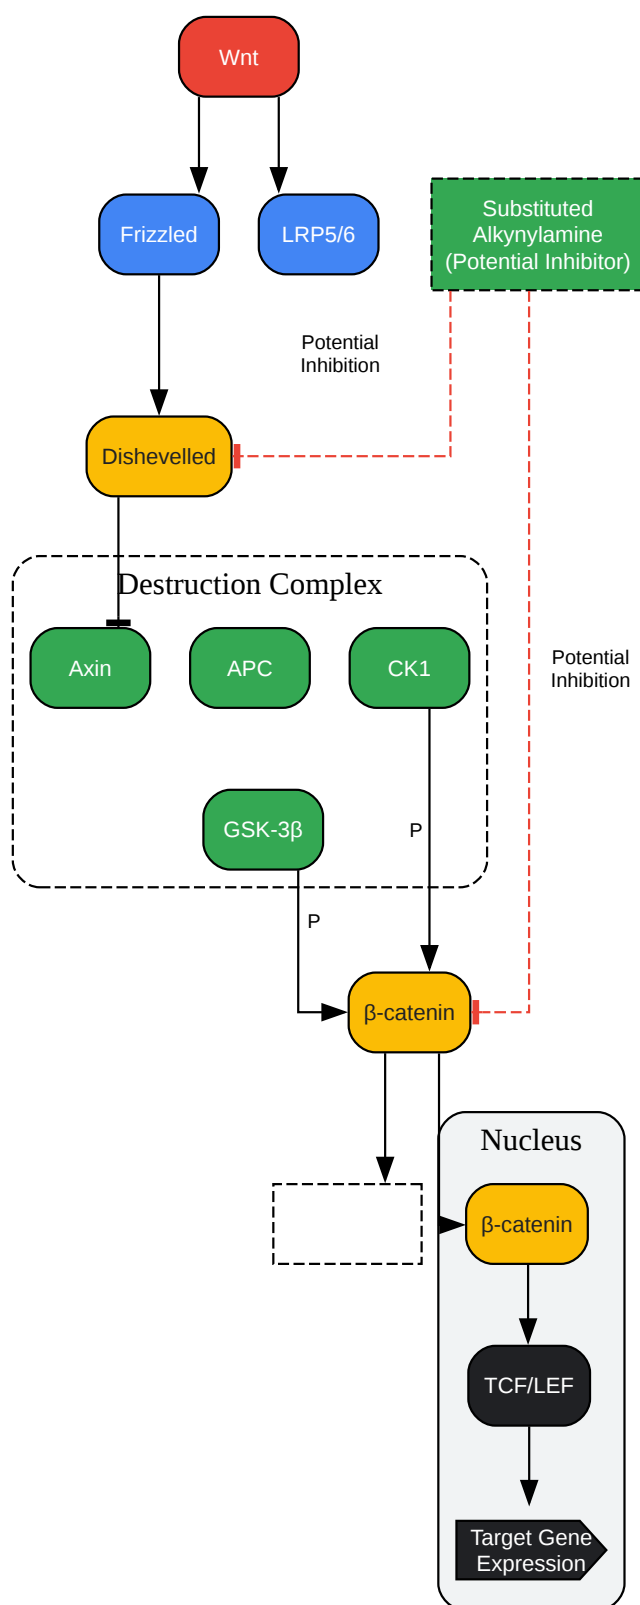 Wnt
Frizzled
LRP5/6
Substituted
Alkynylamine
(Potential Inhibitor)
Potential
Inhibition
Dishevelled
Destruction Complex
Axin
APC
CK1
Potential
Inhibition
GSK-3β
P
P
β-catenin
Nucleus
β-catenin
TCF/LEF
Target Gene
Expression